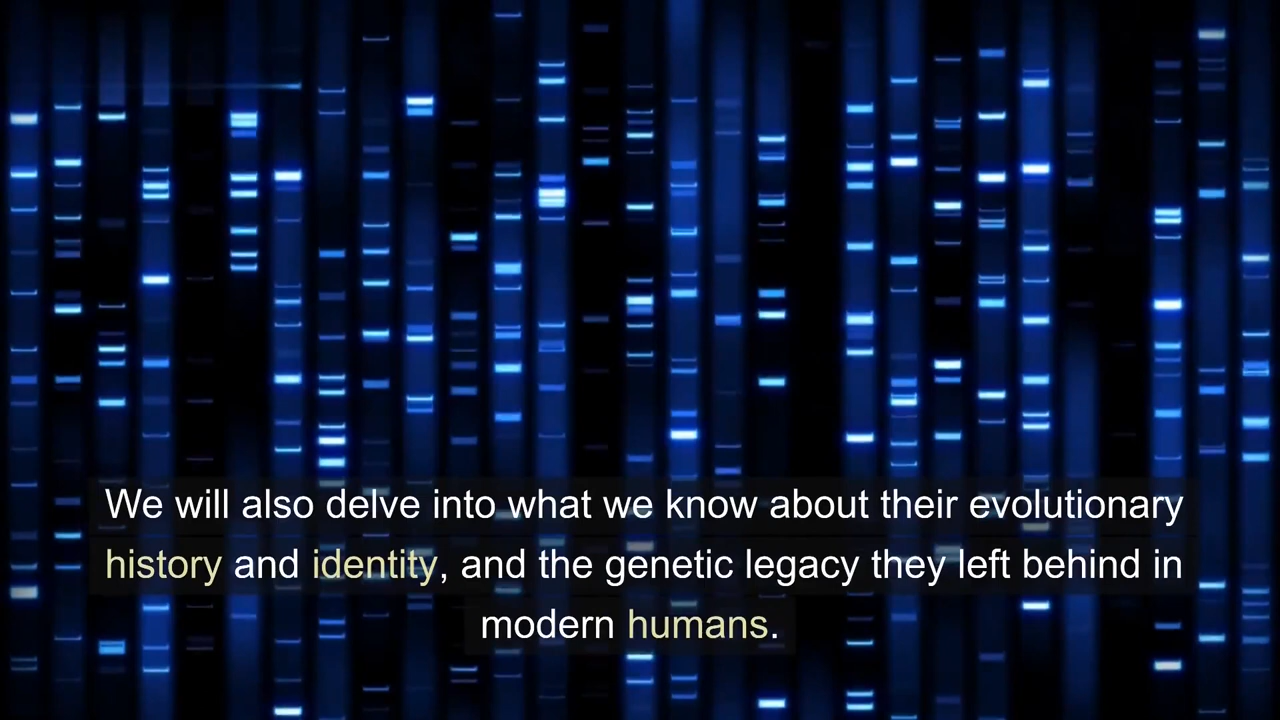 We will also delve into what we know about their evolutionary
history and identity, and the genetic legacy they left behind in
modern humans.